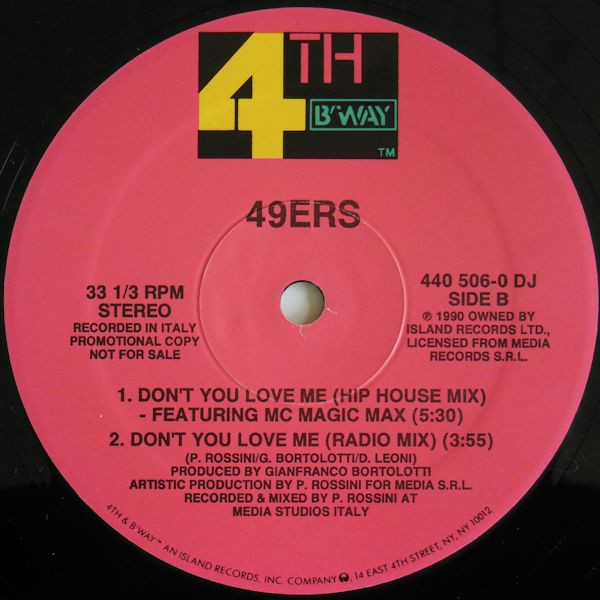 4TH
B'WAY
TM
49ERS
33 1/3 RPM
STEREO
RECORDED IN ITALY
PROMOTIONAL COPY
NOT FOR SALE
440 506-0 DJ
SIDE B
℗ 1990 OWNED BY
ISLAND RECORDS LTD.,
LICENSED FROM MEDIA
RECORDS S.R.L.
1. DON'T YOU LOVE ME (HIP HOUSE MIX)
- FEATURING MC MAGIC MAX (5:30)
2. DON'T YOU LOVE ME (RADIO MIX) (3:55)
(P. ROSSINI/G. BORTOLOTTI/D. LEONI)
PRODUCED BY GIANFRANCO BORTOLOTTI
ARTISTIC PRODUCTION BY P. ROSSINI FOR MEDIA S.R.L.
RECORDED & MIXED BY P. ROSSINI AT
MEDIA STUDIOS ITALY
4TH & B'WAY™ AN ISLAND RECORDS, INC. COMPANY, 14 EAST 4TH STREET, NY, NY 10012